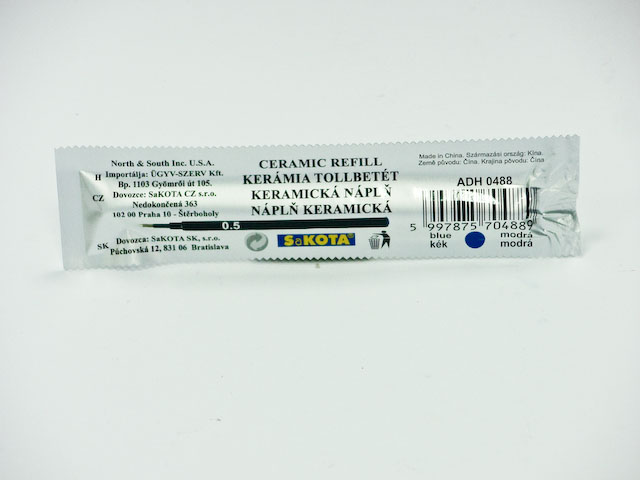 North & South Inc. U.S.A.
H Importálja: ÜGYV-SZERV Kft.
Bp. 1103 Gyömrői út 105.
CZ Dovozce: SaKOTA CZ s.r.o.
Nedokončená 363
102 00 Praha 10 - Štěrboholy
SK Dovozca: SaKOTA SK, s.r.o.
Púchovská 12, 831 06 Bratislava
CERAMIC REFILL
KERÁMIA TOLLBETÉT
KERAMICKÁ NÁPLŇ
NÁPLŇ KERAMICKÁ
0.5
SaKOTA
Made in China. Származási ország: Kína.
Země původu: Čína. Krajina pôvodu: Čína
ADH 0488
5 997875 704889
blue modrá
kék modrá